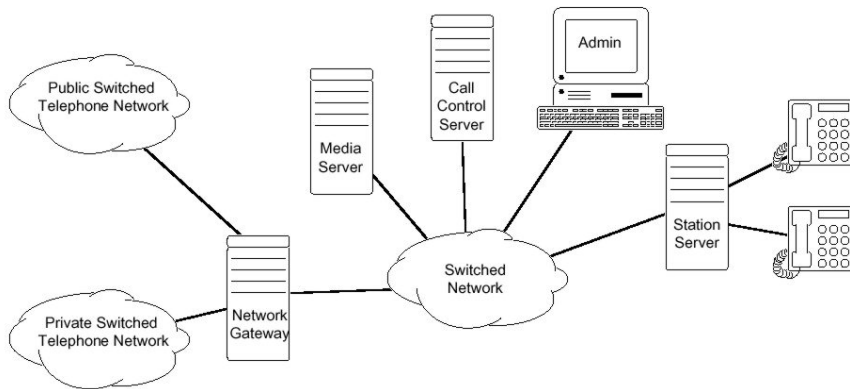 Public Switched
Telephone Network
Media
Server
Call
Control
Server
Admin
Station
Server
Switched
Network
Network
Gateway
Private Switched
Telephone Network